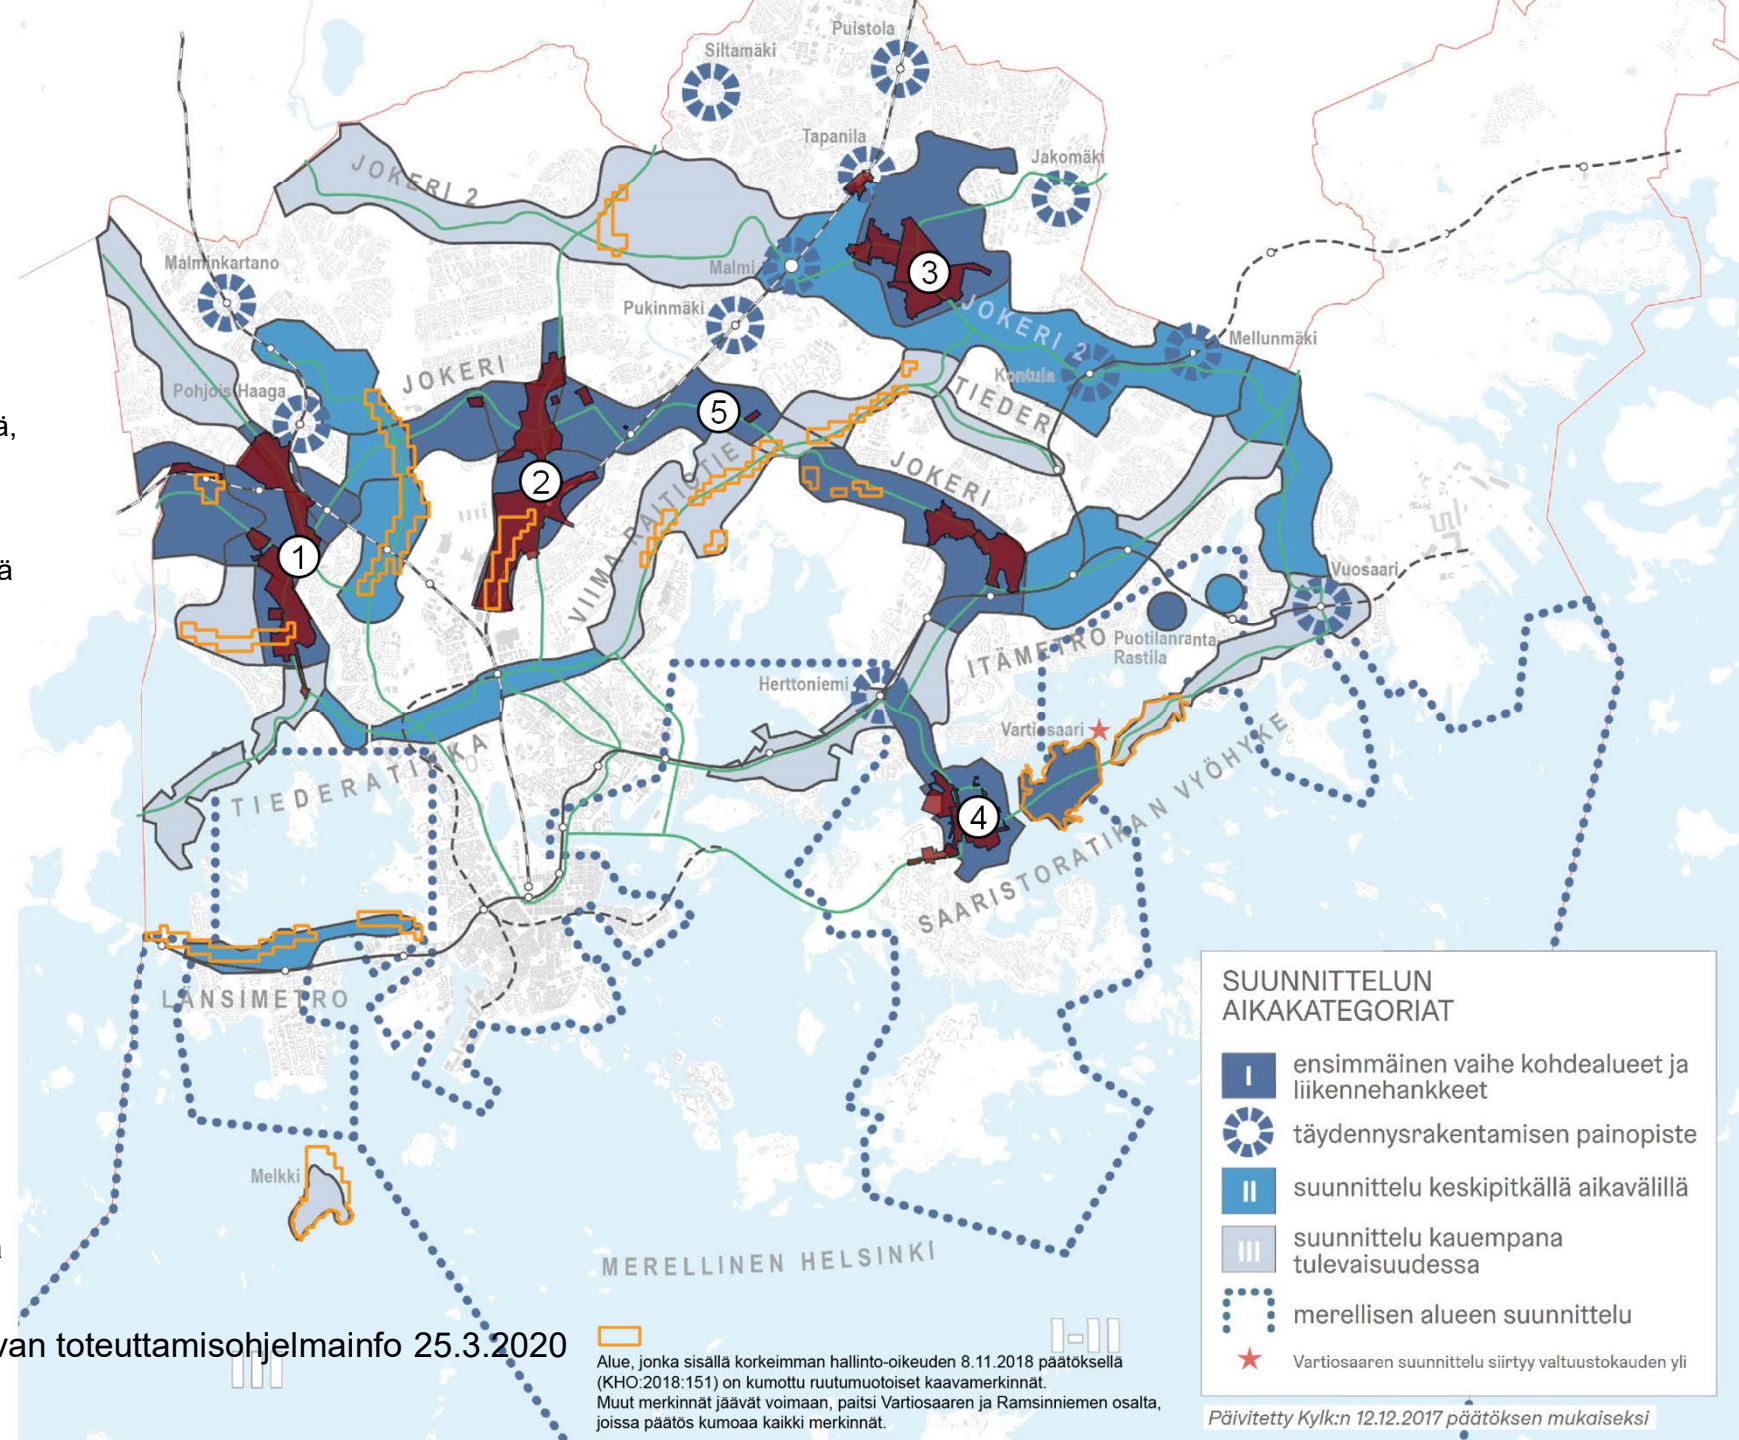 Puistola
Siltamäki
Tapanila
Jakomäki
JOKERI 2
Malminkartano
Malmi
3
Pukinmäki
JOKERI 2
Mellunmäki
JOKERI
Pohjois-Haaga
Kontula
TIEDER
5
ä,
2
JOKERI
VIIMA-RAITIOTIE
1
ä
Vuosaari
ITÄMETRO
Puotilanranta
Rastila
Herttoniemi
Vartiosaari
TIEDERATIKKA
4
SAARISTORATIKAN VYÖHYKE
LÄNSIMETRO
Melkki
MERELLINEN HELSINKI
I-II
III
van toteuttamisohjelmainfo 25.3.2020
Alue, jonka sisällä korkeimman hallinto-oikeuden 8.11.2018 päätöksellä
(KHO:2018:151) on kumottu ruutumuotoiset kaavamerkinnät.
Muut merkinnät jäävät voimaan, paitsi Vartiosaaren ja Ramsinniemen osalta,
joissa päätös kumoaa kaikki merkinnät.
SUUNNITTELUN
AIKAKATEGORIAT
I
ensimmäinen vaihe kohdealueet ja
liikennehankkeet
täydennysrakentamisen painopiste
II
suunnittelu keskipitkällä aikavälillä
III
suunnittelu kauempana
tulevaisuudessa
merellisen alueen suunnittelu
Vartiosaaren suunnittelu siirtyy valtuustokauden yli
Päivitetty Kylk:n 12.12.2017 päätöksen mukaiseksi